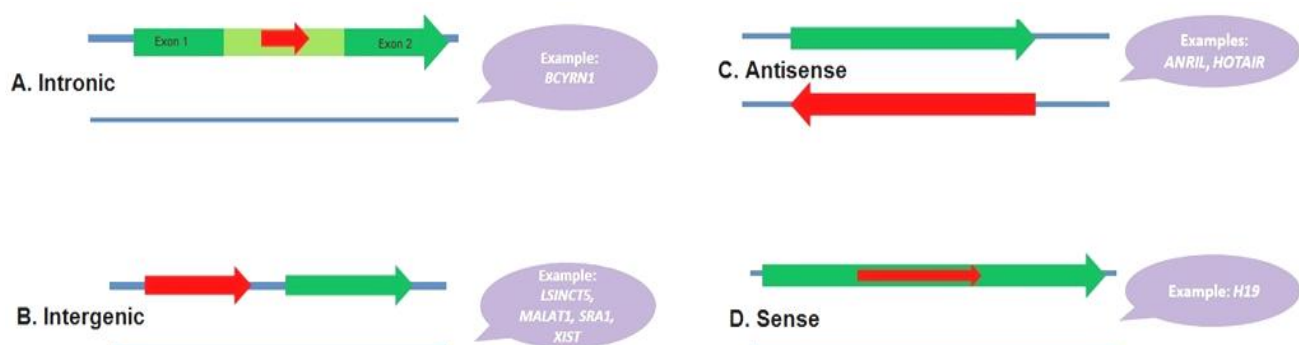 Exon 1
Exon 2
A. Intronic
Example:
BCYRN1
C. Antisense
Examples:
ANRIL, HOTAIR
B. Intergenic
Example:
LSINCT5,
MALAT1, SRA1,
XIST
D. Sense
Example: H19